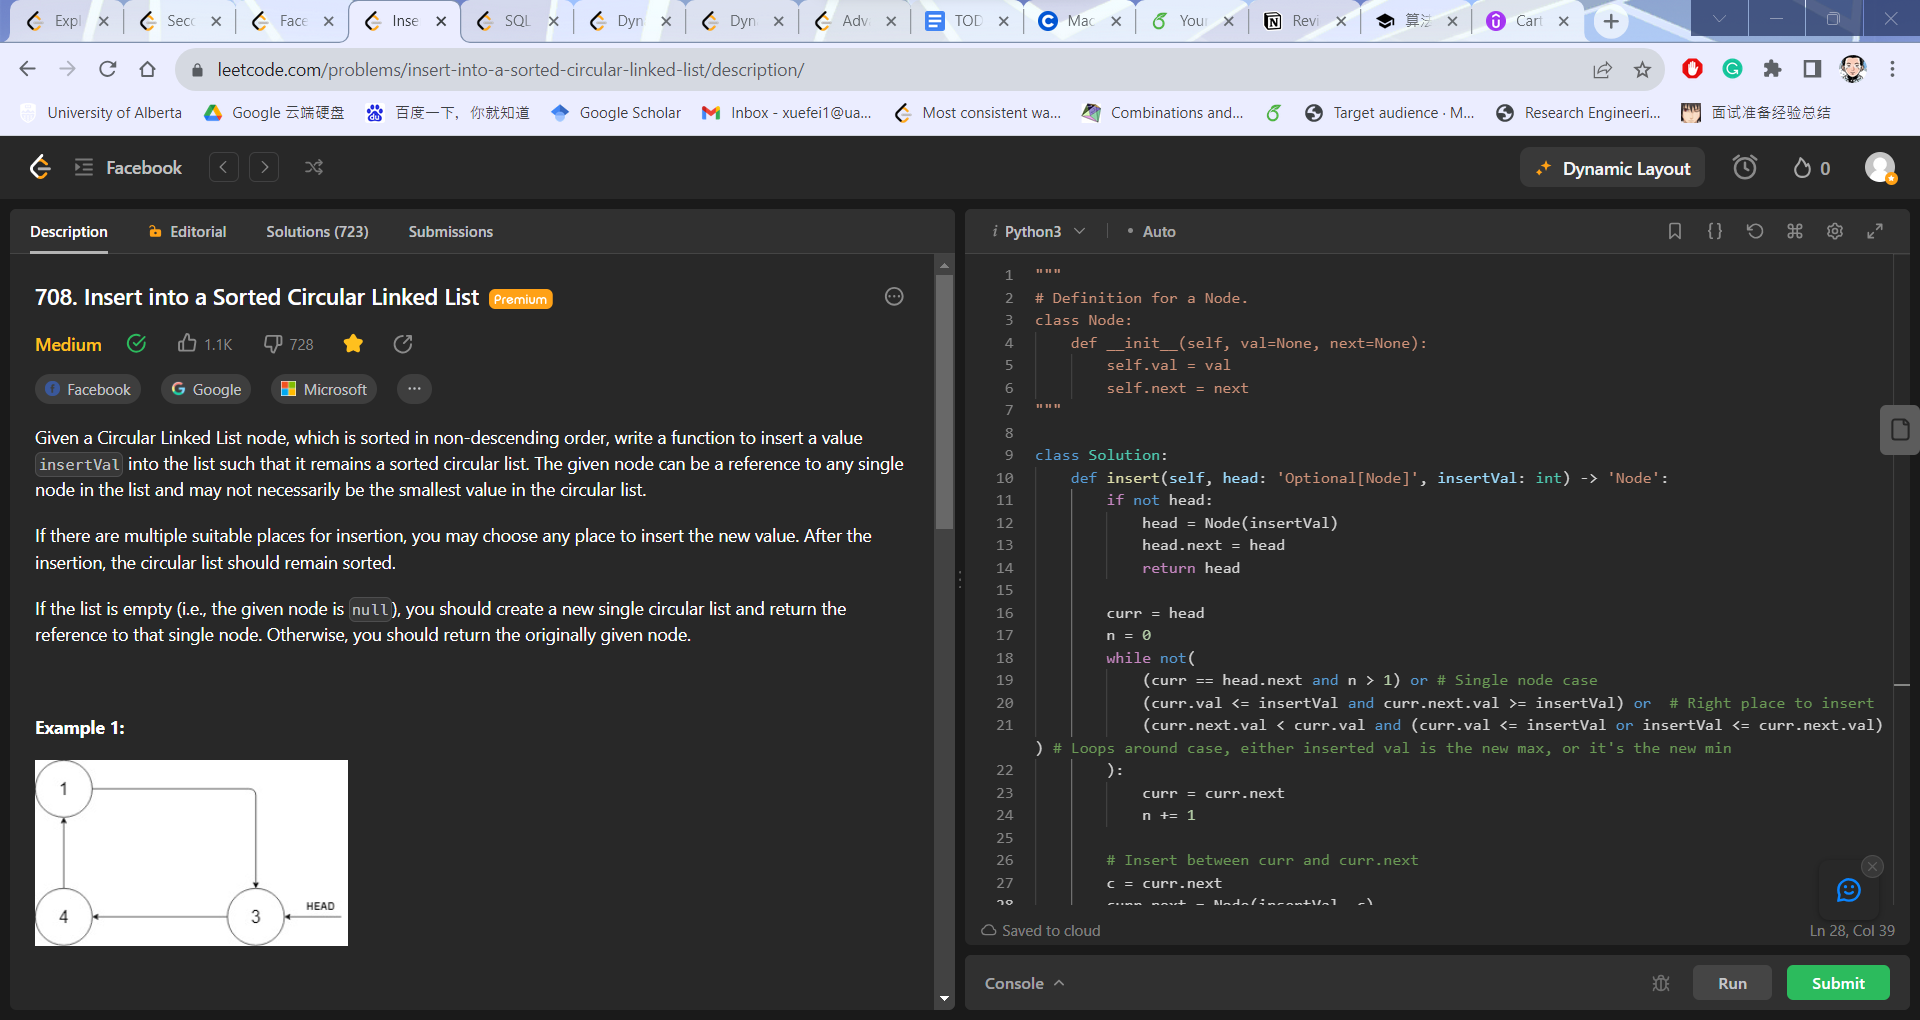 Expl
Sec
Face
Inse
SQL
Dyn
Dyn
Adv
TOD
Mac
Your
Revi
算法
Cart
leetcode.com/problems/insert-into-a-sorted-circular-linked-list/description/
University of Alberta
Google 云端硬盘
百度一下，你就知道
Google Scholar
Inbox - xuefei1@ua...
Most consistent wa...
Combinations and...
Target audience · M...
Research Engineeri...
面试准备经验总结
Facebook
Dynamic Layout
0
Description
Editorial
Solutions (723)
Submissions
708. Insert into a Sorted Circular Linked List Premium
Medium
1.1K
728
Facebook
Google
Microsoft
Given a Circular Linked List node, which is sorted in non-descending order, write a function to insert a value
insertVal into the list such that it remains a sorted circular list. The given node can be a reference to any single
node in the list and may not necessarily be the smallest value in the circular list.
If there are multiple suitable places for insertion, you may choose any place to insert the new value. After the
insertion, the circular list should remain sorted.
If the list is empty (i.e., the given node is null), you should create a new single circular list and return the
reference to that single node. Otherwise, you should return the originally given node.
Example 1:
1
4
3
HEAD
i Python3
• Auto
1 """
2 # Definition for a Node.
3 class Node:
4 def __init__(self, val=None, next=None):
5 self.val = val
6 self.next = next
7 """
8
9 class Solution:
10 def insert(self, head: 'Optional[Node]', insertVal: int) -> 'Node':
11 if not head:
12 head = Node(insertVal)
13 head.next = head
14 return head
15
16 curr = head
17 n = 0
18 while not(
19 (curr == head.next and n > 1) or # Single node case
20 (curr.val <= insertVal and curr.next.val >= insertVal) or # Right place to insert
21 (curr.next.val < curr.val and (curr.val <= insertVal or insertVal <= curr.next.val)
) # Loops around case, either inserted val is the new max, or it's the new min
22 ):
23 curr = curr.next
24 n += 1
25
26 # Insert between curr and curr.next
27 c = curr.next
28 curr.next = Node(insertVal, c)
Saved to cloud
Ln 28, Col 39
Console
Run
Submit